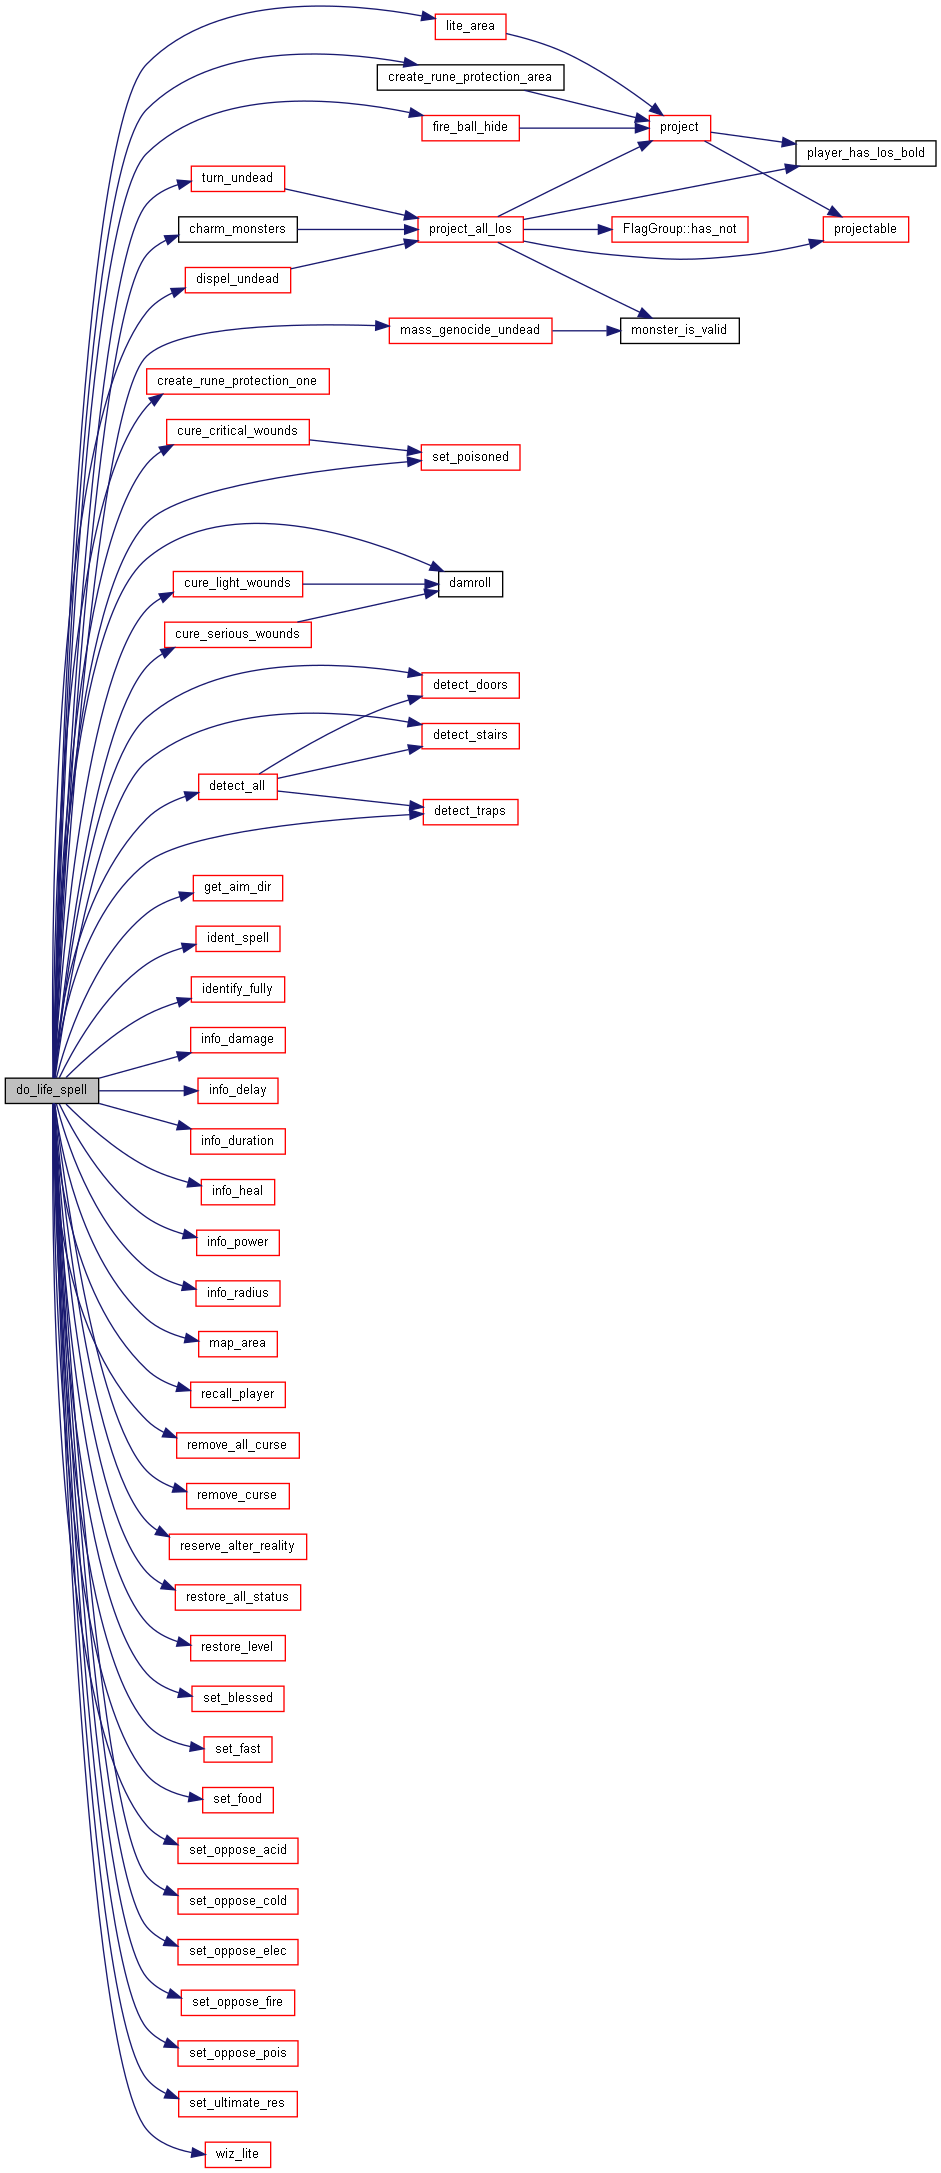 lite_area
create_rune_protection_area
fire_ball_hide
project
player_has_los_bold
turn_undead
charm_monsters
project_all_los
FlagGroup::has_not
projectable
dispel_undead
mass_genocide_undead
monster_is_valid
create_rune_protection_one
cure_critical_wounds
set_poisoned
cure_light_wounds
damroll
cure_serious_wounds
detect_doors
detect_stairs
detect_all
detect_traps
get_aim_dir
ident_spell
identify_fully
info_damage
do_life_spell
info_delay
info_duration
info_heal
info_power
info_radius
map_area
recall_player
remove_all_curse
remove_curse
reserve_alter_reality
restore_all_status
restore_level
set_blessed
set_fast
set_food
set_oppose_acid
set_oppose_cold
set_oppose_elec
set_oppose_fire
set_oppose_pois
set_ultimate_res
wiz_lite